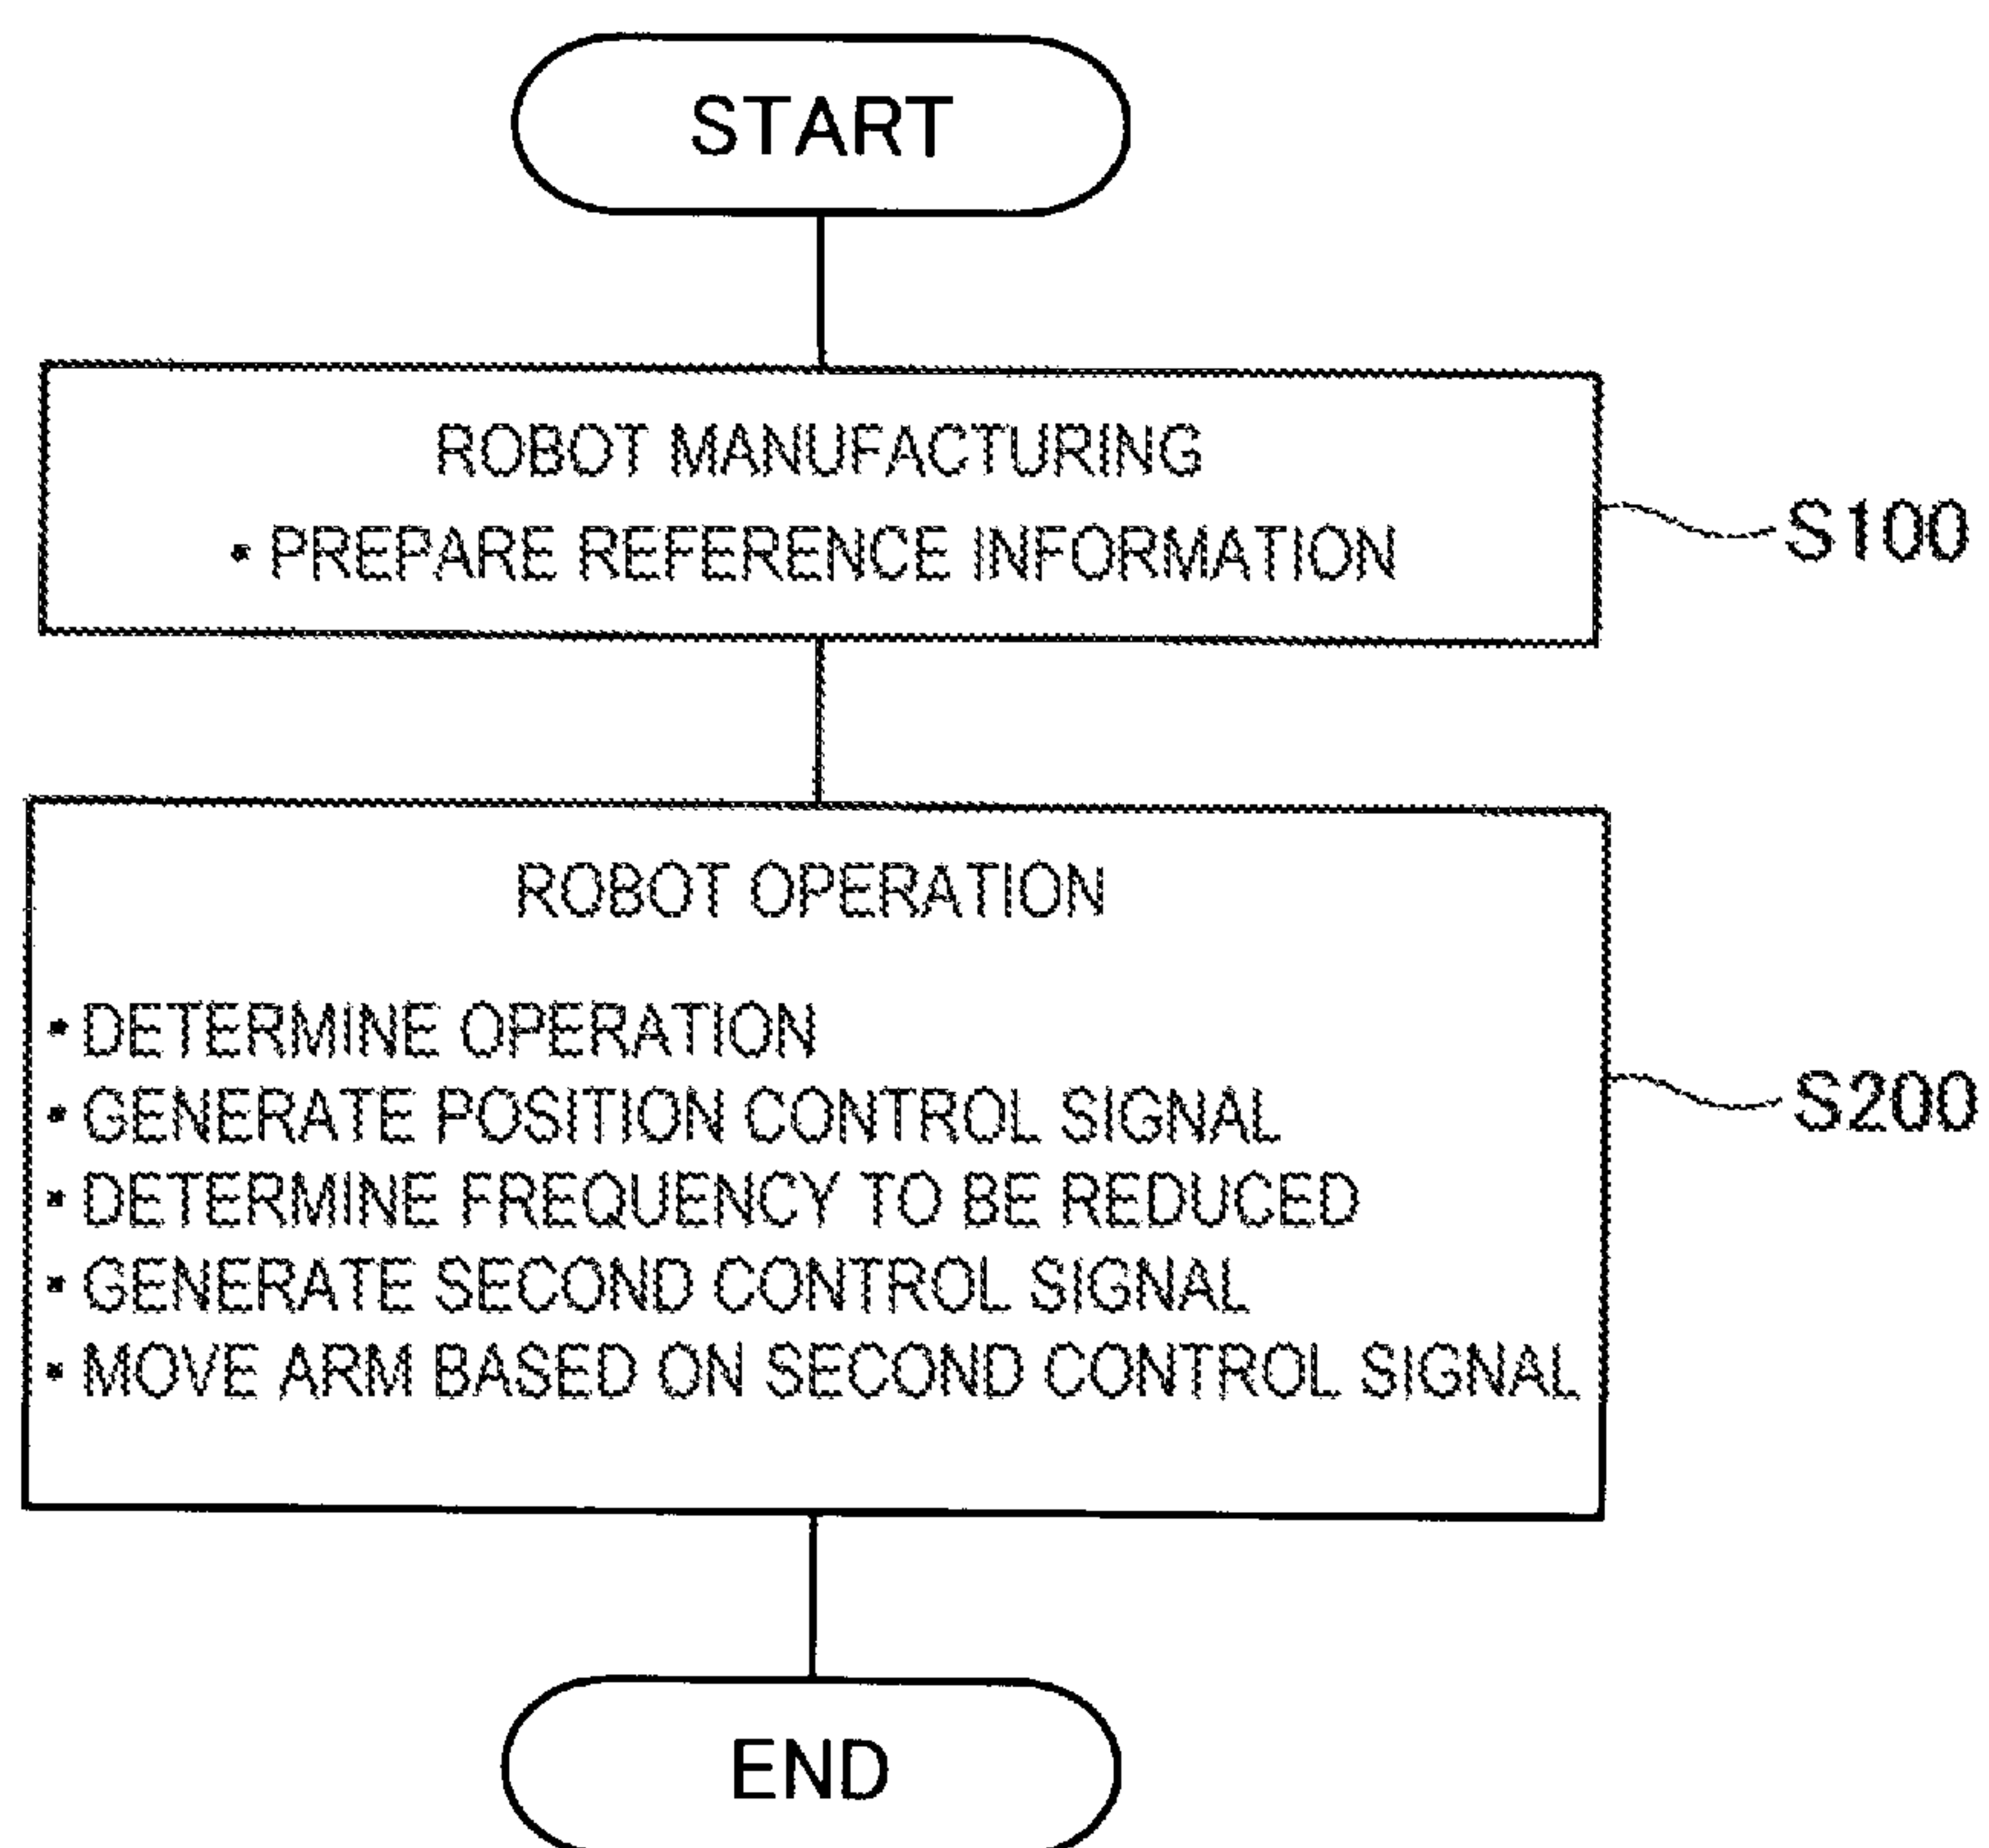 START
ROBOT MANUFACTURING
• PREPARE REFERENCE INFORMATION
S100
ROBOT OPERATION
• DETERMINE OPERATION
• GENERATE POSITION CONTROL SIGNAL
• DETERMINE FREQUENCY TO BE REDUCED
• GENERATE SECOND CONTROL SIGNAL
• MOVE ARM BASED ON SECOND CONTROL SIGNAL
S200
END